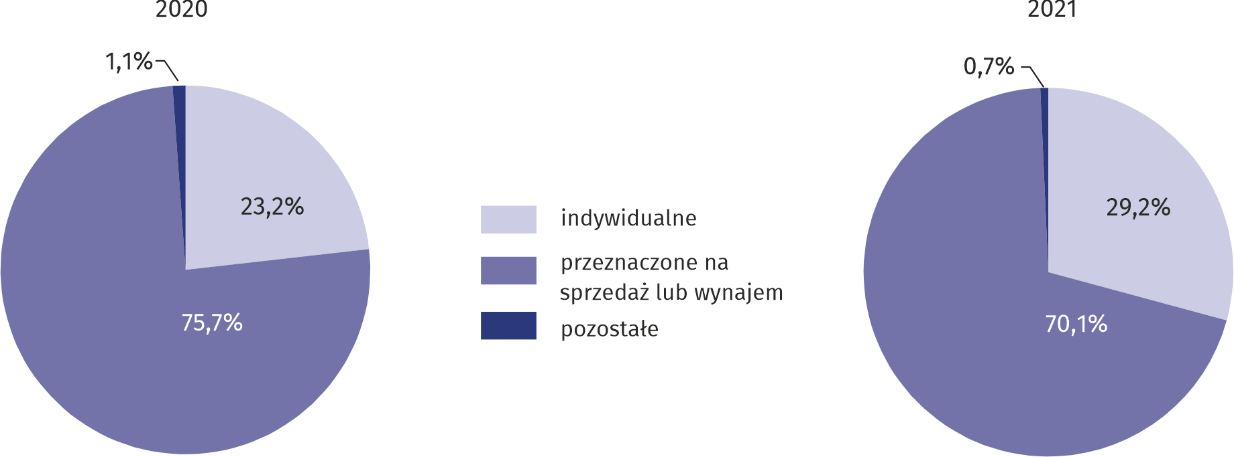 2020
1,1%
23,2%
75,7%
indywidualne
przeznaczone na
sprzedaż lub wynajem
pozostałe
2021
0,7%
29,2%
70,1%